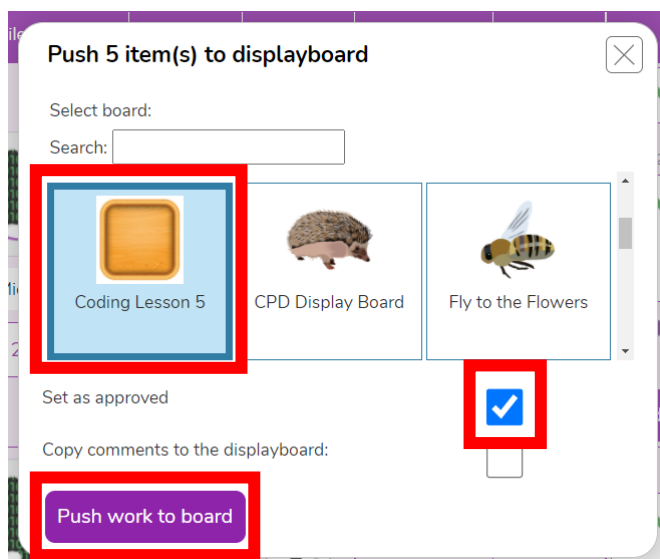 Push 5 item(s) to displayboard
Select board:
Search:
Coding Lesson 5
CPD Display Board
Fly to the Flowers
Set as approved
Copy comments to the displayboard:
Push work to board